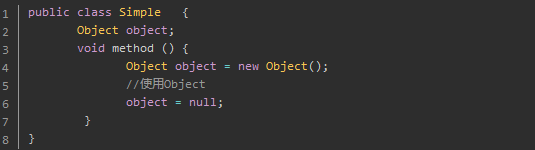 1 public class Simple   {
2        Object object;
3        void method () {
4               Object object = new Object();
5               //使用Object
6               object = null;
7         }
8 }